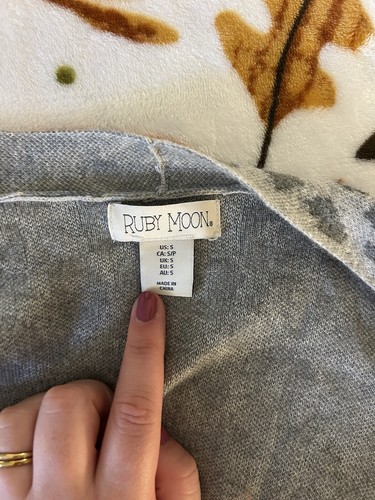 RUBY MOON®
US: S
CA: S/P
UK: S
EU: S
AU: S
MADE IN
CHINA